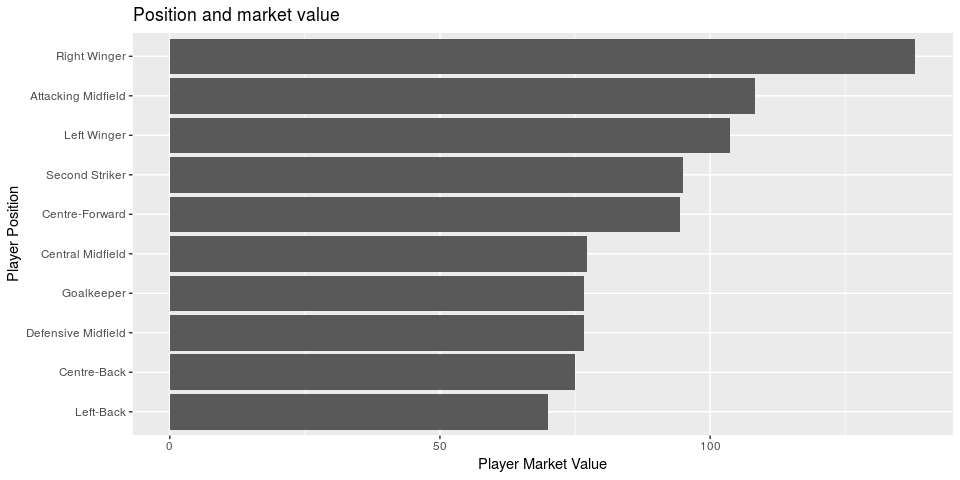 Position and market value
Player Position
Right Winger
Attacking Midfield
Left Winger
Second Striker
Centre-Forward
Central Midfield
Goalkeeper
Defensive Midfield
Centre-Back
Left-Back
0 50 100
Player Market Value